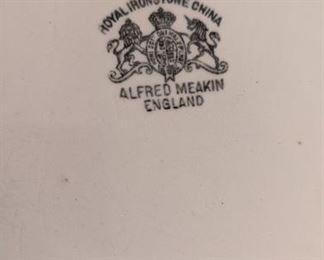 ROYAL IRONSTONE CHINA
ALFRED MEAKIN
ENGLAND